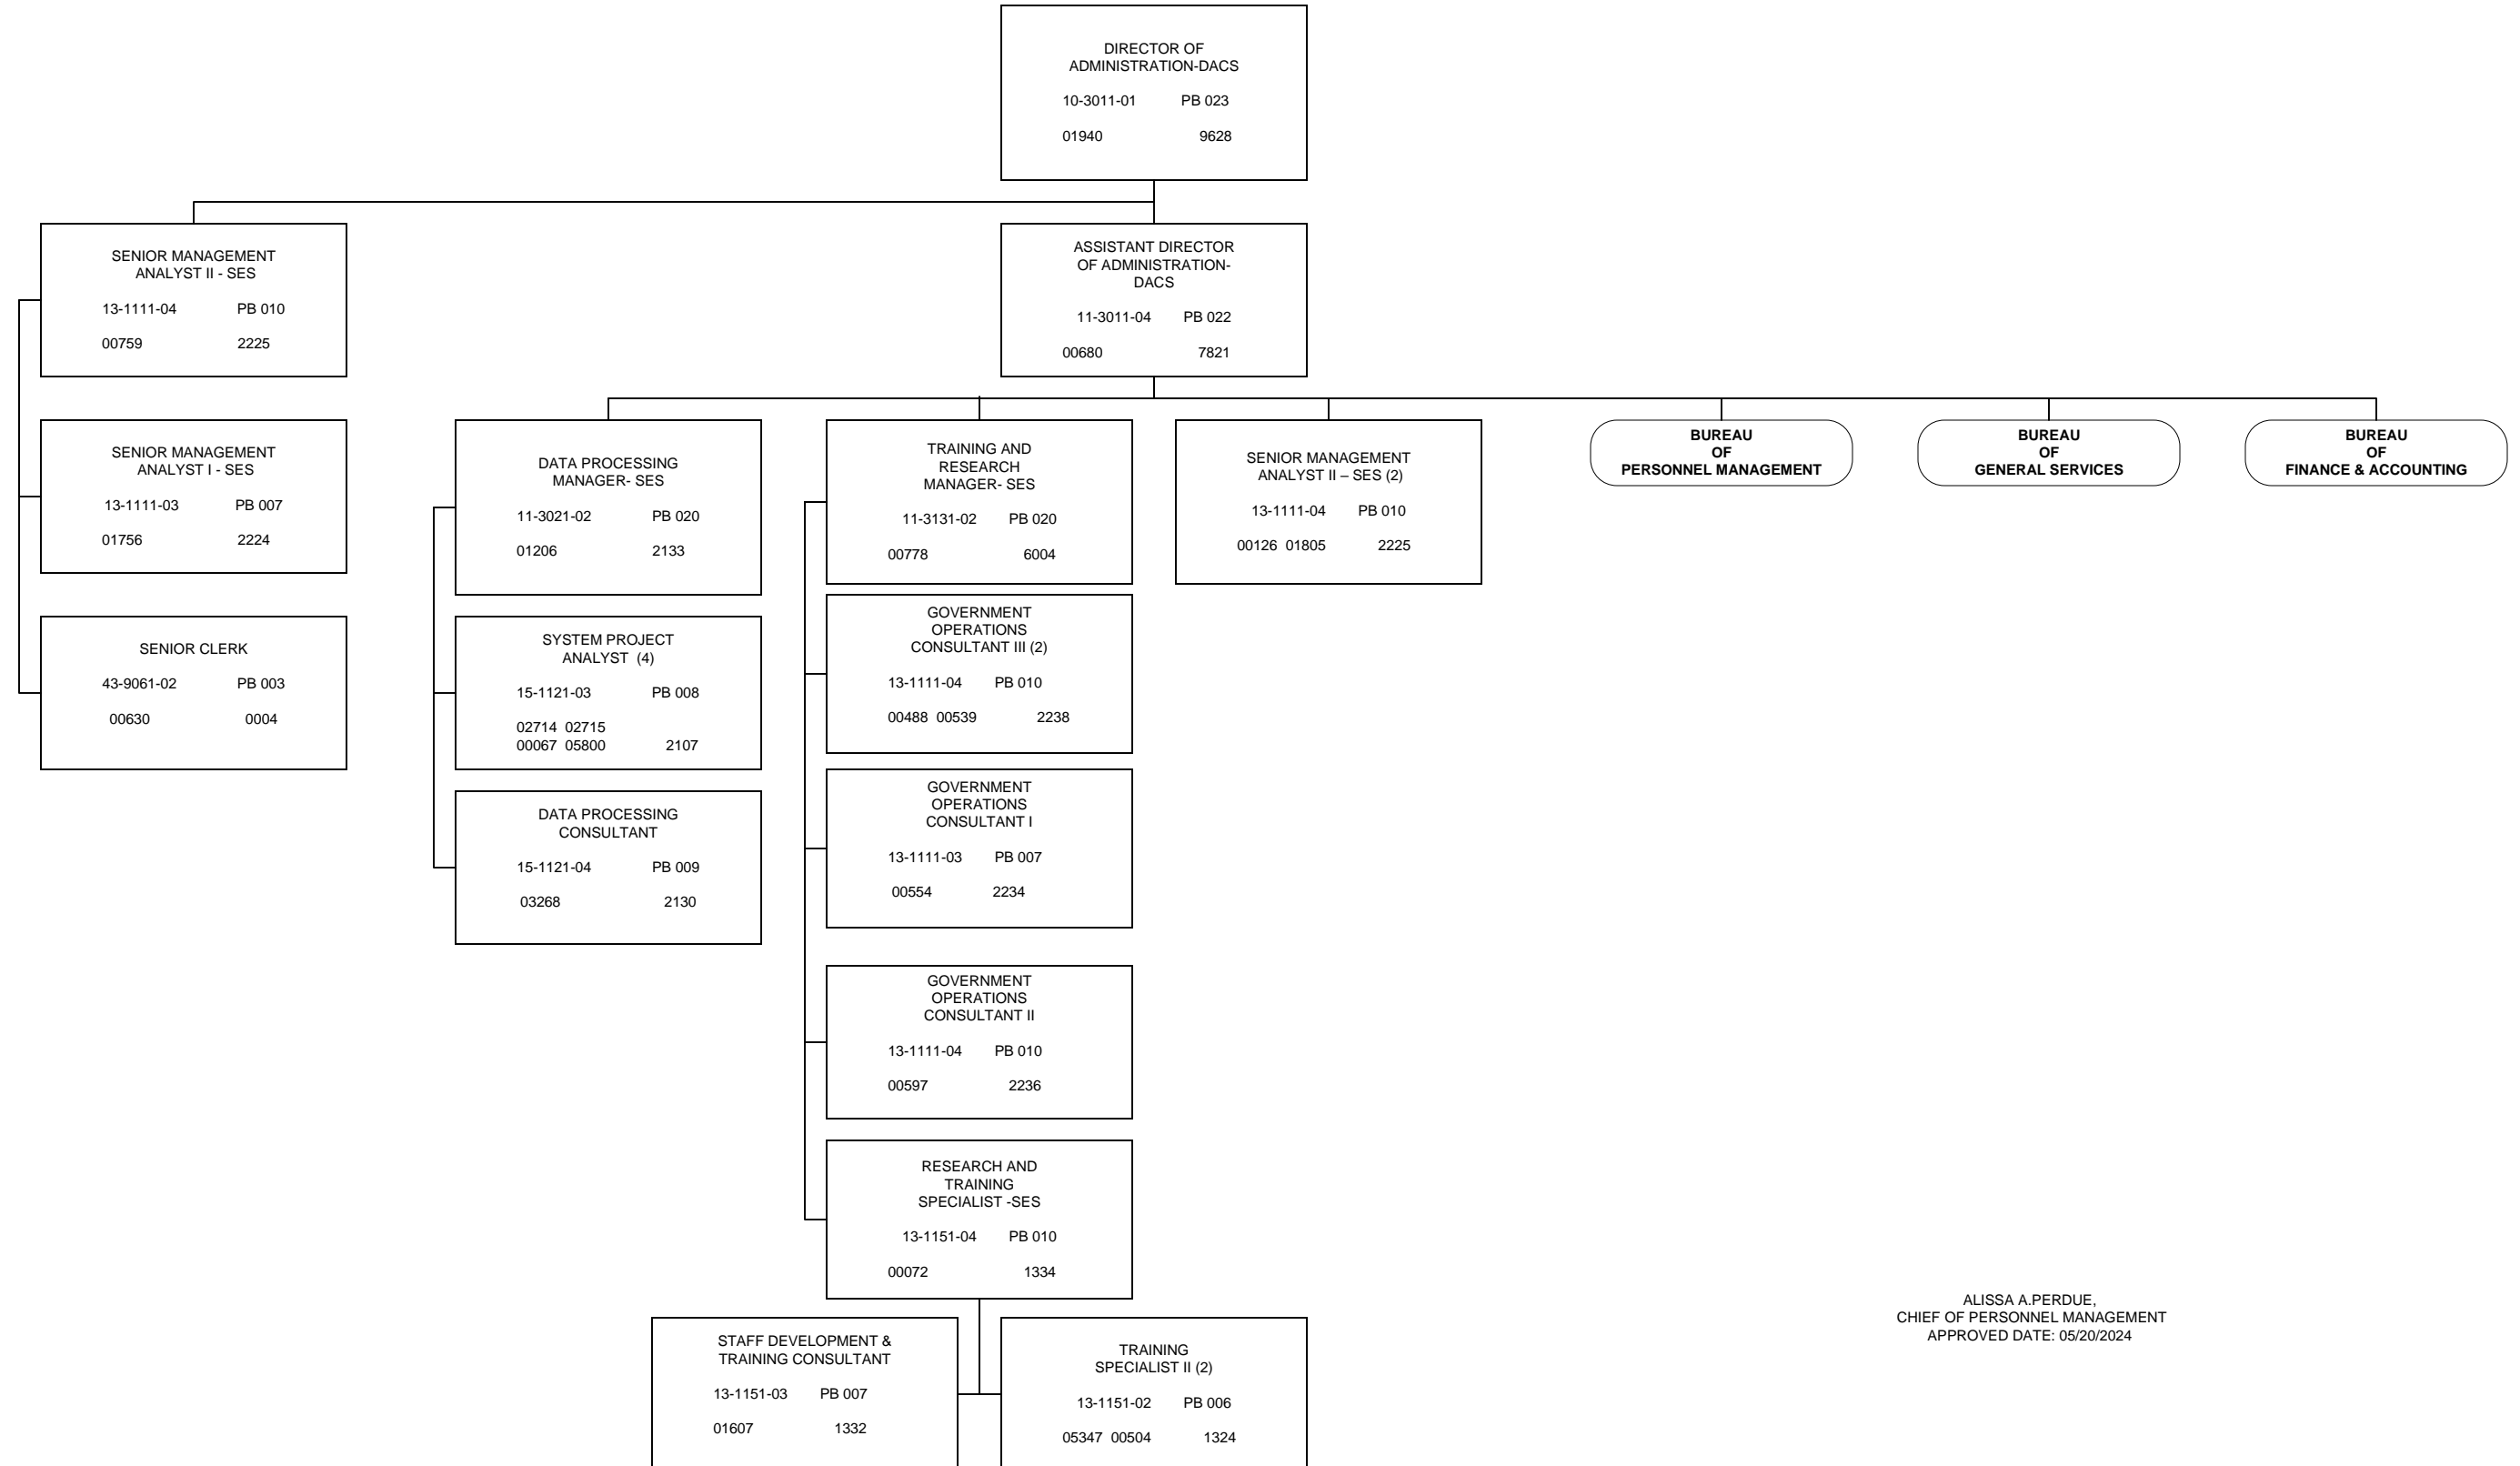 DIRECTOR OF
ADMINISTRATION-DACS
10-3011-01 PB 023
01940 9628
SENIOR MANAGEMENT
ANALYST II - SES
13-1111-04 PB 010
00759 2225
ASSISTANT DIRECTOR
OF ADMINISTRATION-
DACS
11-3011-04 PB 022
00680 7821
SENIOR MANAGEMENT
ANALYST I - SES
13-1111-03 PB 007
01756 2224
SENIOR CLERK
43-9061-02 PB 003
00630 0004
DATA PROCESSING
MANAGER- SES
11-3021-02 PB 020
01206 2133
SYSTEM PROJECT
ANALYST (4)
15-1121-03 PB 008
02714 02715
00067 05800 2107
DATA PROCESSING
CONSULTANT
15-1121-04 PB 009
03268 2130
TRAINING AND
RESEARCH
MANAGER- SES
11-3131-02 PB 020
00778 6004
GOVERNMENT
OPERATIONS
CONSULTANT III (2)
13-1111-04 PB 010
00488 00539 2238
GOVERNMENT
OPERATIONS
CONSULTANT I
13-1111-03 PB 007
00554 2234
GOVERNMENT
OPERATIONS
CONSULTANT II
13-1111-04 PB 010
00597 2236
RESEARCH AND
TRAINING
SPECIALIST -SES
13-1151-04 PB 010
00072 1334
STAFF DEVELOPMENT &
TRAINING CONSULTANT
13-1151-03 PB 007
01607 1332
TRAINING
SPECIALIST II (2)
13-1151-02 PB 006
05347 00504 1324
SENIOR MANAGEMENT
ANALYST II – SES (2)
13-1111-04 PB 010
00126 01805 2225
BUREAU
OF
PERSONNEL MANAGEMENT
BUREAU
OF
GENERAL SERVICES
BUREAU
OF
FINANCE & ACCOUNTING
ALISSA A.PERDUE,
CHIEF OF PERSONNEL MANAGEMENT
APPROVED DATE: 05/20/2024